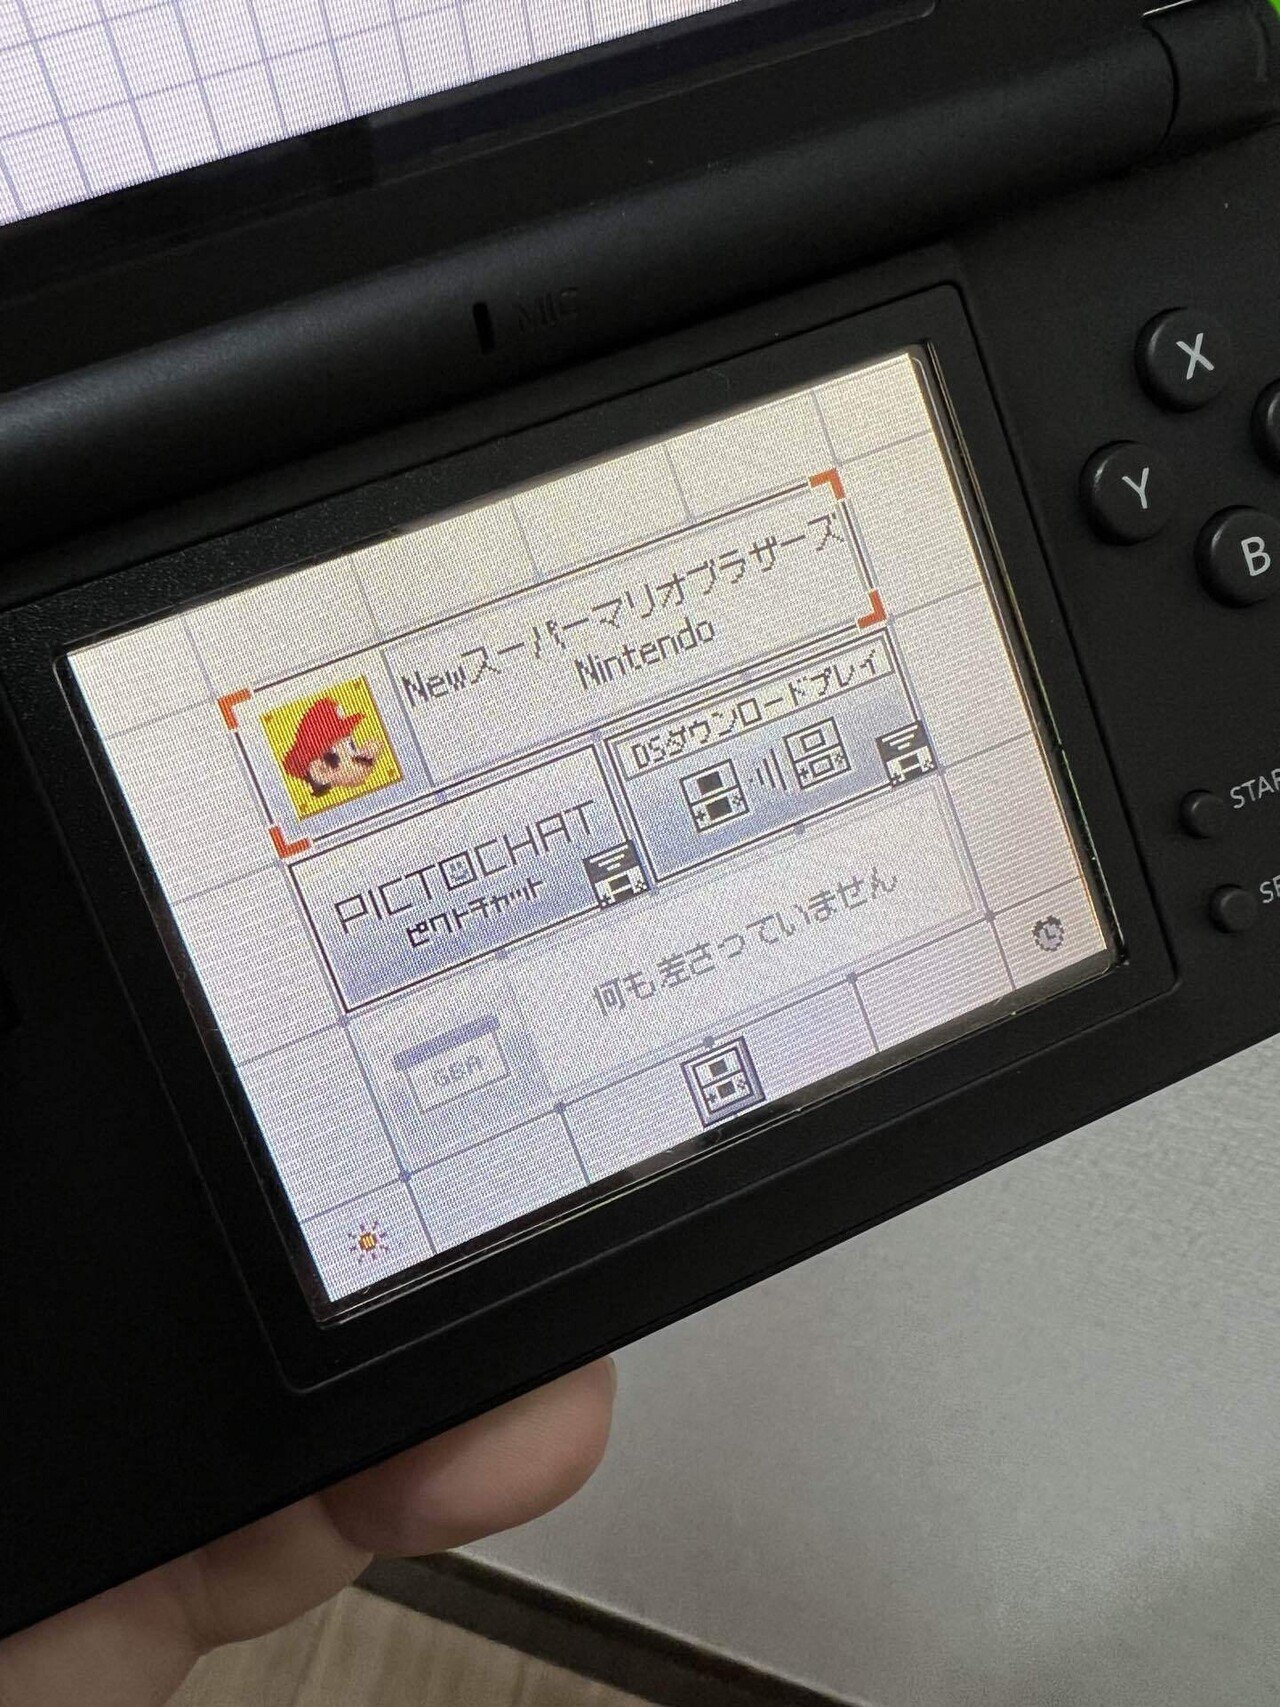 MIC
X
Y
B
Newスーパーマリオブラザーズ
Nintendo
DSダウンロードプレイ
PICTOCHAT
ピクトチャット
何も差さっていません
GBA